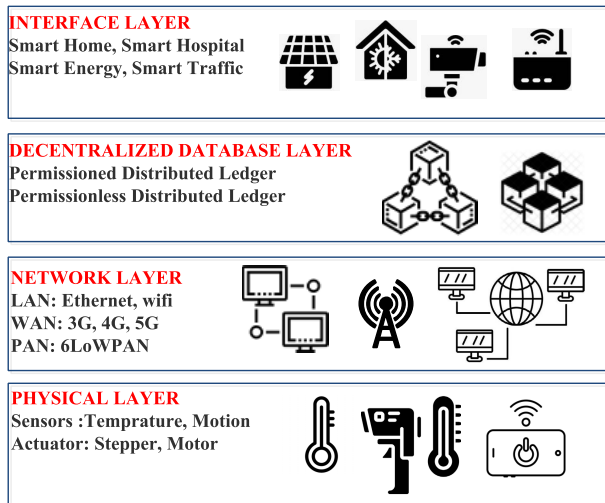 INTERFACE LAYER
Smart Home, Smart Hospital
Smart Energy, Smart Traffic
DECENTRALIZED DATABASE LAYER
Permissioned Distributed Ledger
Permissionless Distributed Ledger
NETWORK LAYER
LAN: Ethernet, wifi
WAN: 3G, 4G, 5G
PAN: 6LoWPAN
PHYSICAL LAYER
Sensors :Temprature, Motion
Actuator: Stepper, Motor